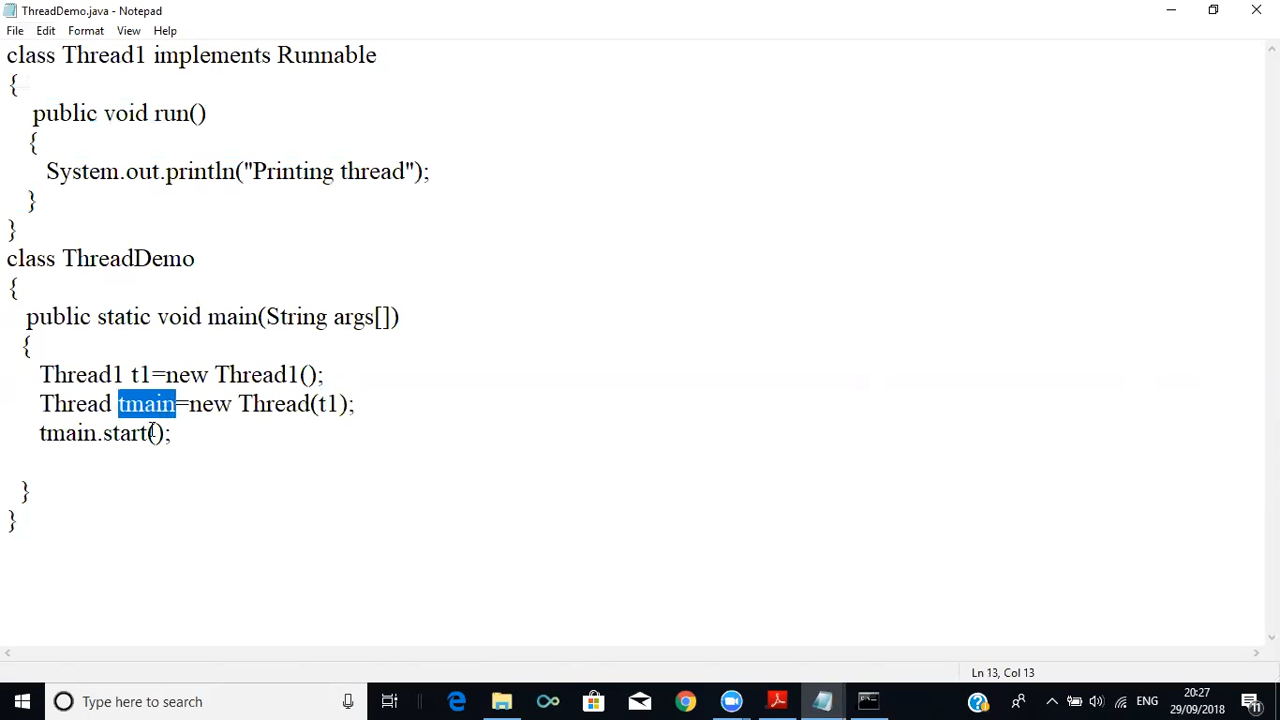 ThreadDemo.java - Notepad
File Edit Format View Help
class Thread1 implements Runnable
{
public void run()
{
System.out.println("Printing thread");
}
}
class ThreadDemo
{
public static void main(String args[])
{
Thread1 t1=new Thread1();
Thread tmain=new Thread(t1);
tmain.start();
}
}
Ln 13, Col 13
Type here to search
ENG
20:27
29/09/2018
11